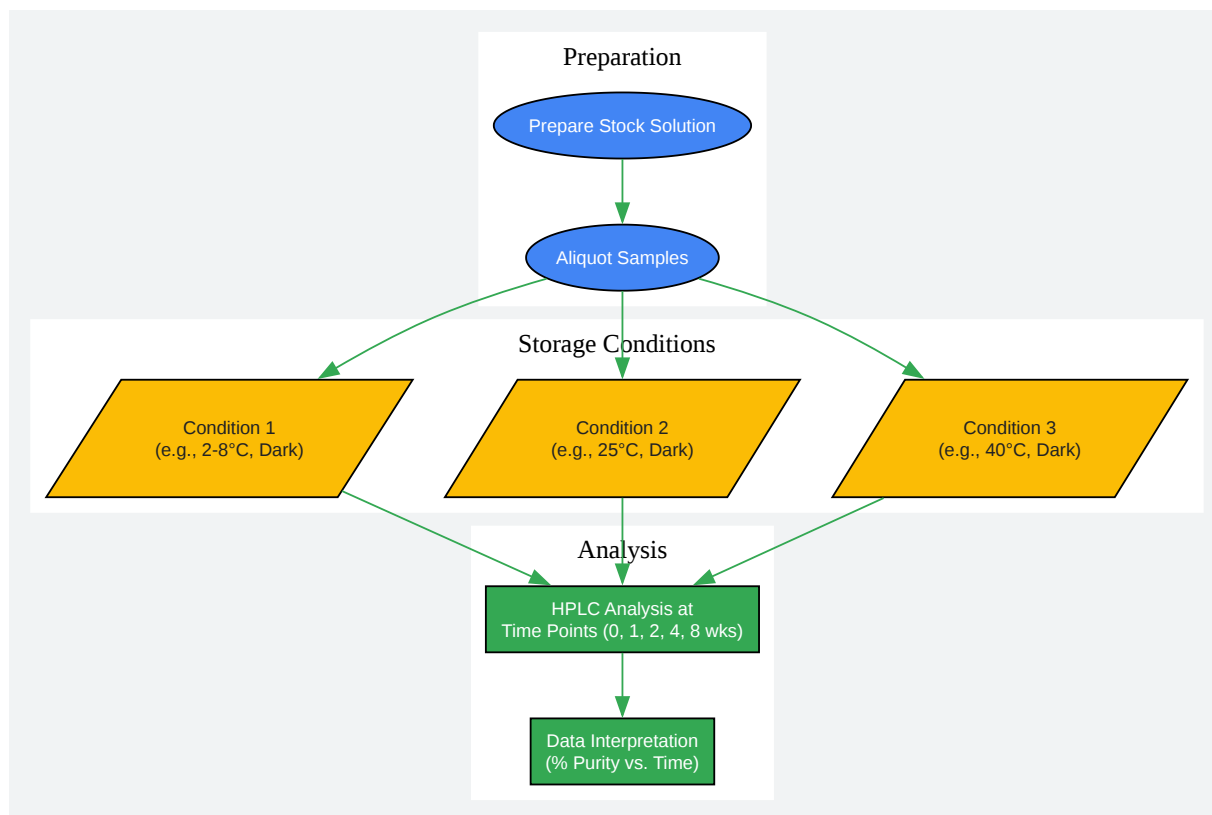 Preparation
Prepare Stock Solution
Aliquot Samples
Storage Conditions
Condition 1
(e.g., 2-8°C, Dark)
Condition 2
(e.g., 25°C, Dark)
Condition 3
(e.g., 40°C, Dark)
Analysis
HPLC Analysis at
Time Points (0, 1, 2, 4, 8 wks)
Data Interpretation
(% Purity vs. Time)